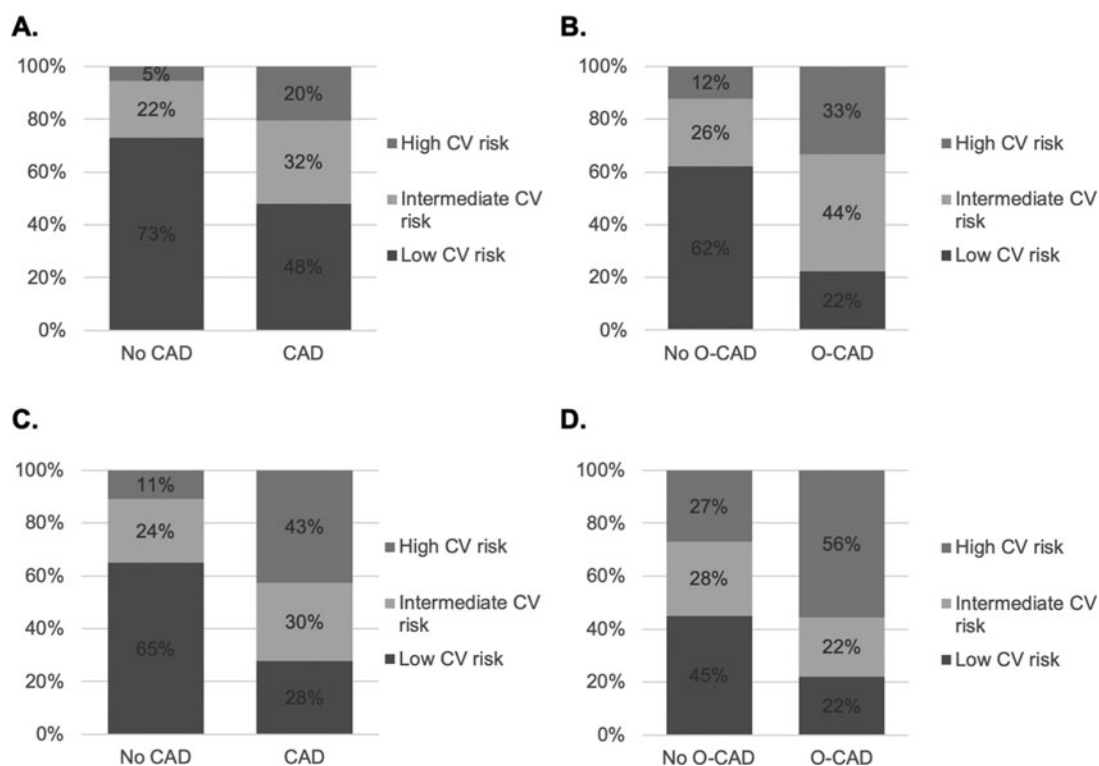 A.
100%
80%
60%
40%
20%
0%
5%
22%
73%
20%
32%
48%
No CAD
CAD
High CV risk
Intermediate CV
risk
Low CV risk
B.
100%
80%
60%
40%
20%
0%
12%
26%
62%
33%
44%
22%
No O-CAD
O-CAD
High CV risk
Intermediate CV
risk
Low CV risk
C.
100%
80%
60%
40%
20%
0%
11%
24%
65%
43%
30%
28%
No CAD
CAD
High CV risk
Intermediate CV
risk
Low CV risk
D.
100%
80%
60%
40%
20%
0%
27%
28%
45%
56%
22%
22%
No O-CAD
O-CAD
High CV risk
Intermediate CV
risk
Low CV risk